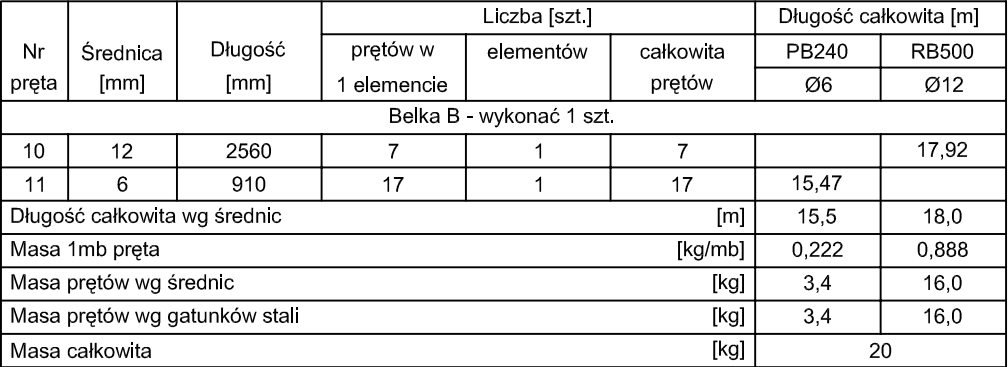 Nr pręta Średnica [mm] Długość [mm] Liczba [szt.] Długość całkowita [m]
prętów w 1 elemencie elementów całkowita prętów PB240 RB500
Ø6 Ø12
Belka B - wykonać 1 szt.
10 12 2560 7 1 7 17,92
11 6 910 17 1 17 15,47
Długość całkowita wg średnic [m] 15,5 18,0
Masa 1mb pręta [kg/mb] 0,222 0,888
Masa prętów wg średnic [kg] 3,4 16,0
Masa prętów wg gatunków stali [kg] 3,4 16,0
Masa całkowita [kg] 20